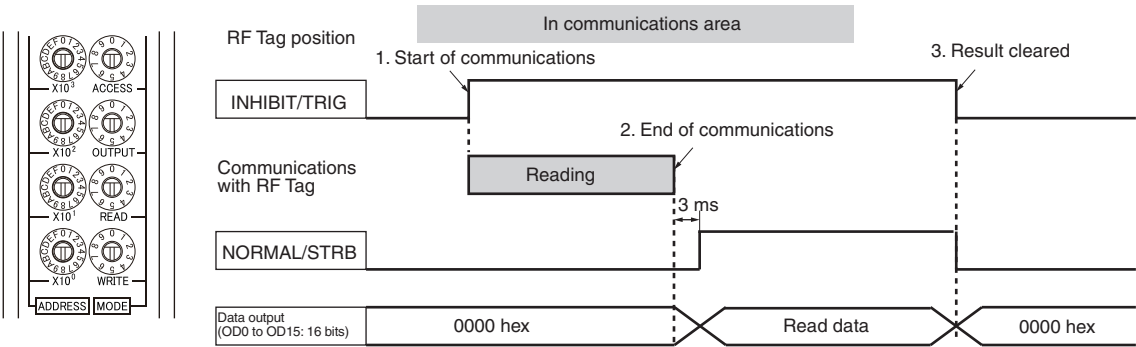 X10³ ACCESS
X10² OUTPUT
X10¹ READ
X10⁰ WRITE
ADDRESS MODE
In communications area
RF Tag position
1. Start of communications
3. Result cleared
INHIBIT/TRIG
2. End of communications
Communications
with RF Tag
Reading
3 ms
NORMAL/STRB
Data output
(OD0 to OD15: 16 bits)
0000 hex
Read data
0000 hex